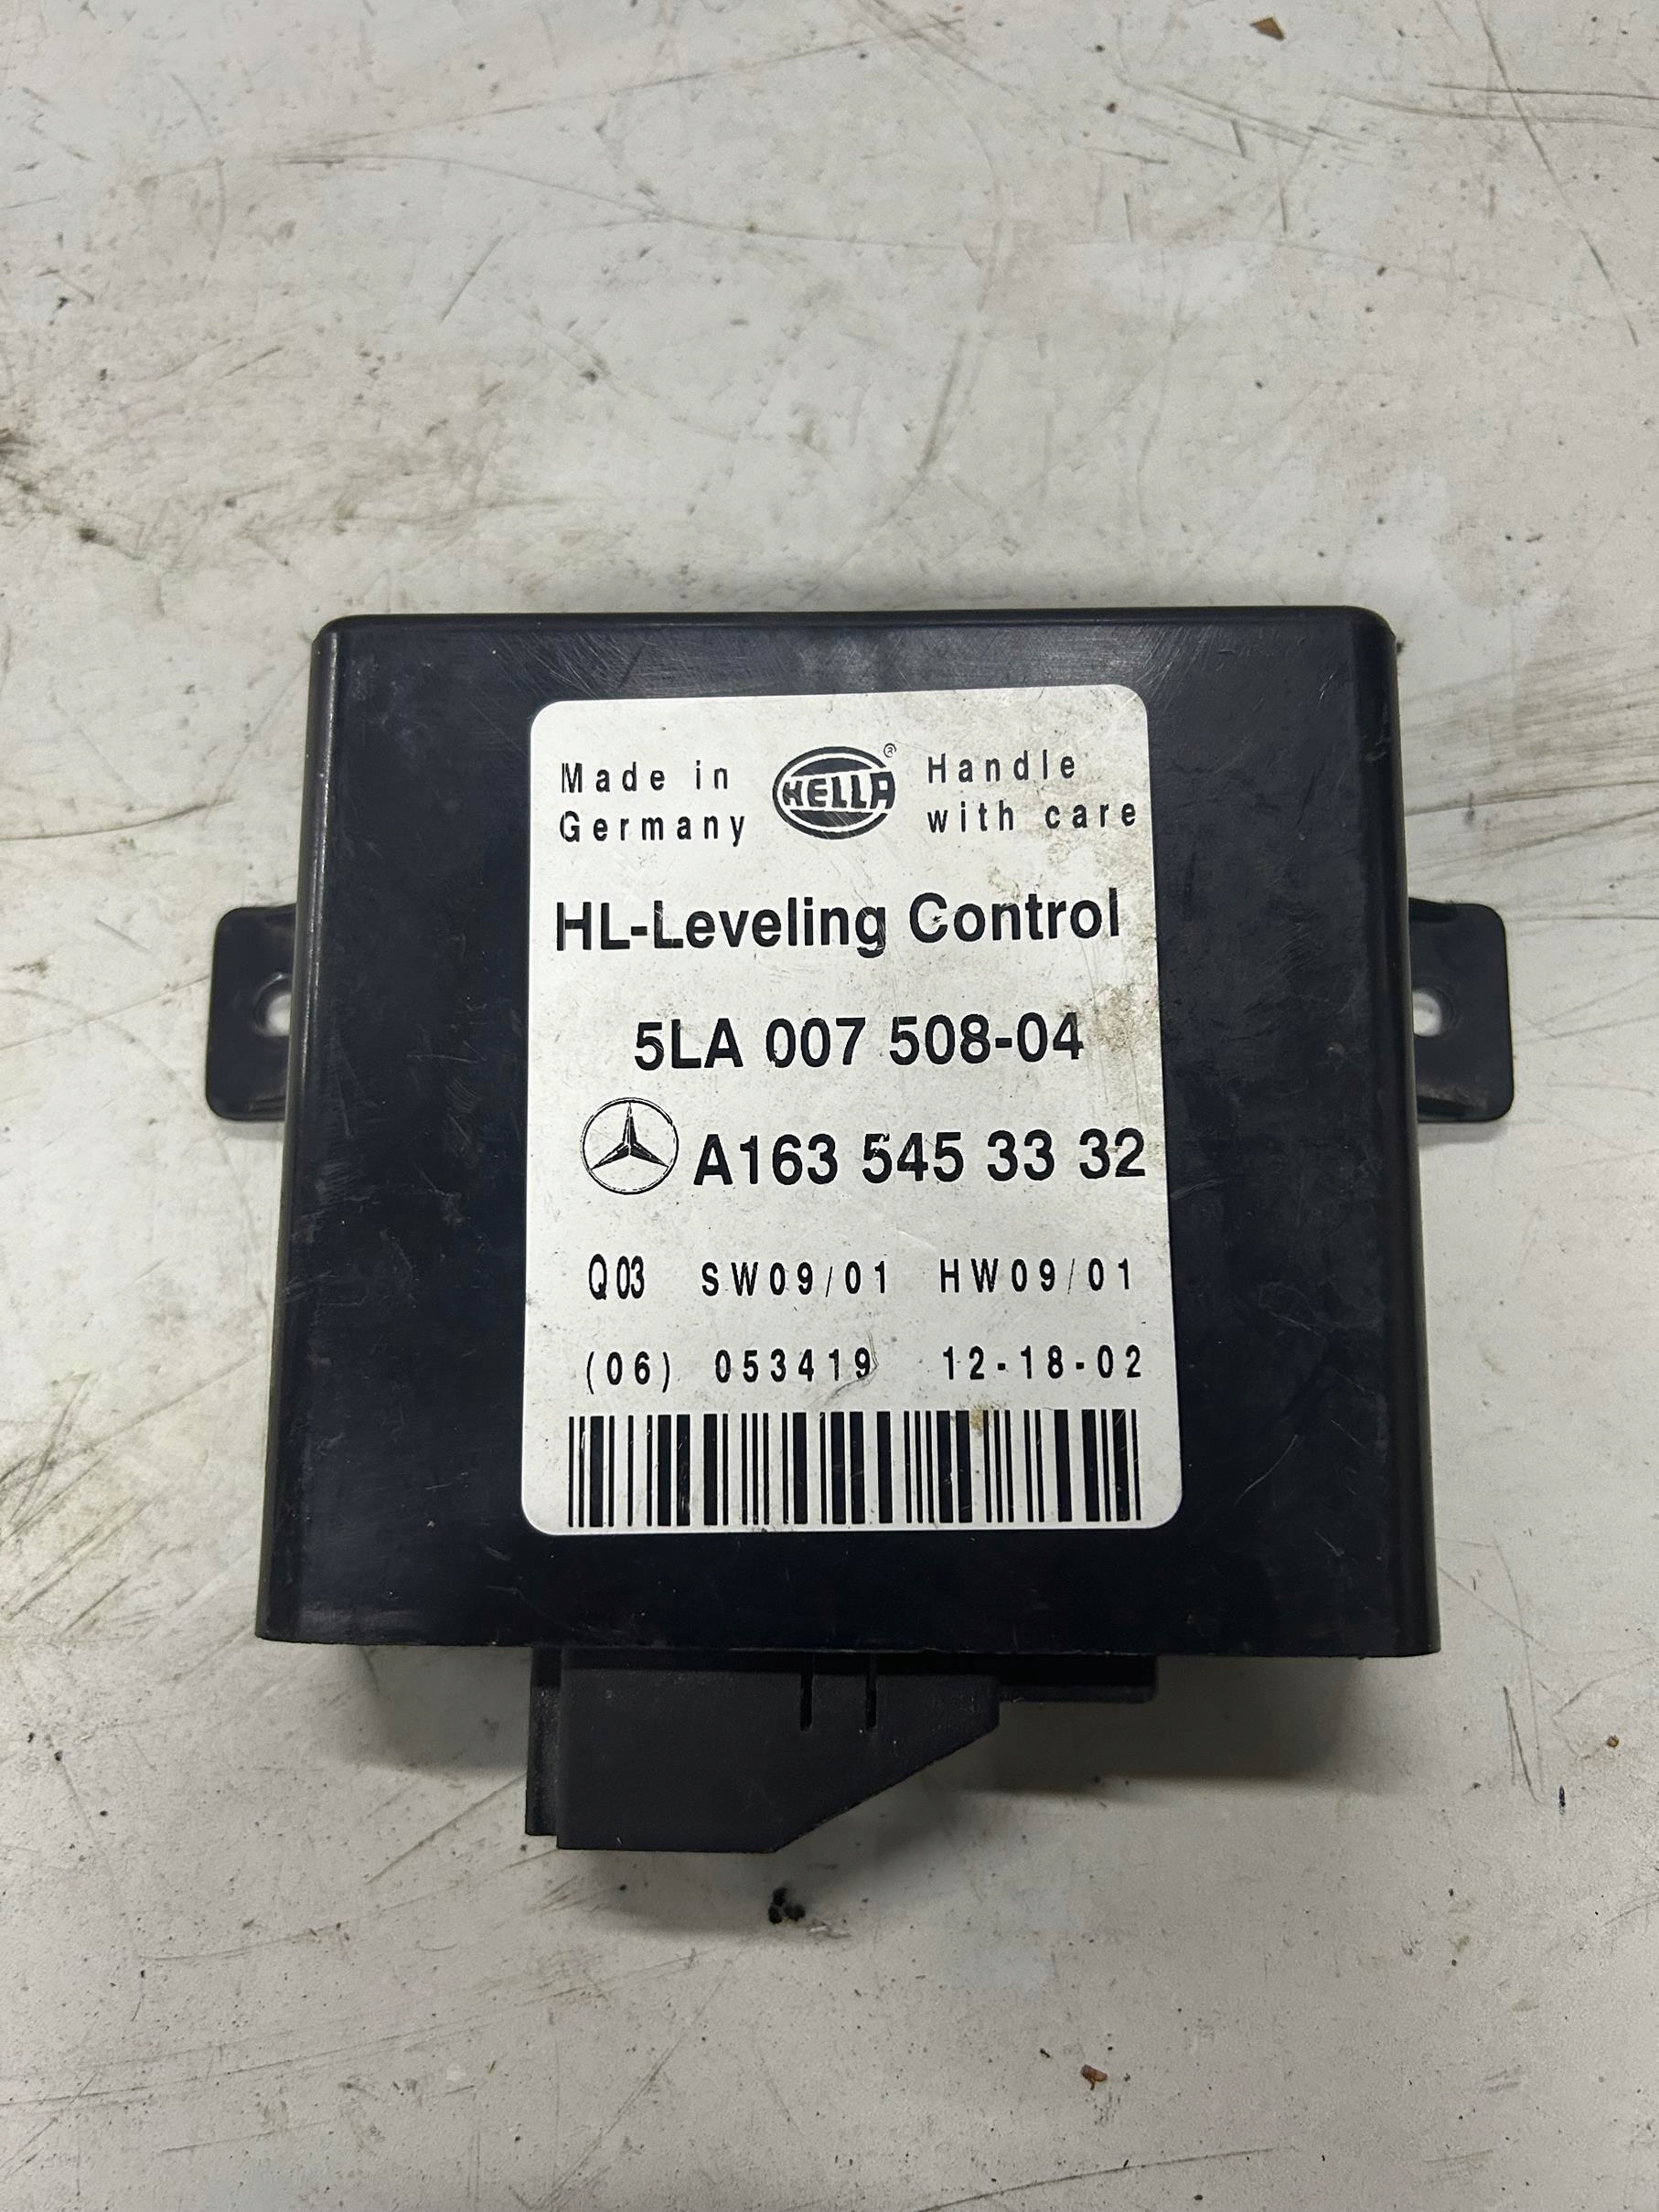 Made in
Germany
HELLA
®
Handle
with care
HL-Leveling Control
5LA 007 508-04
A163 545 33 32
Q03 SW09/01 HW09/01
(06) 053419 12-18-02